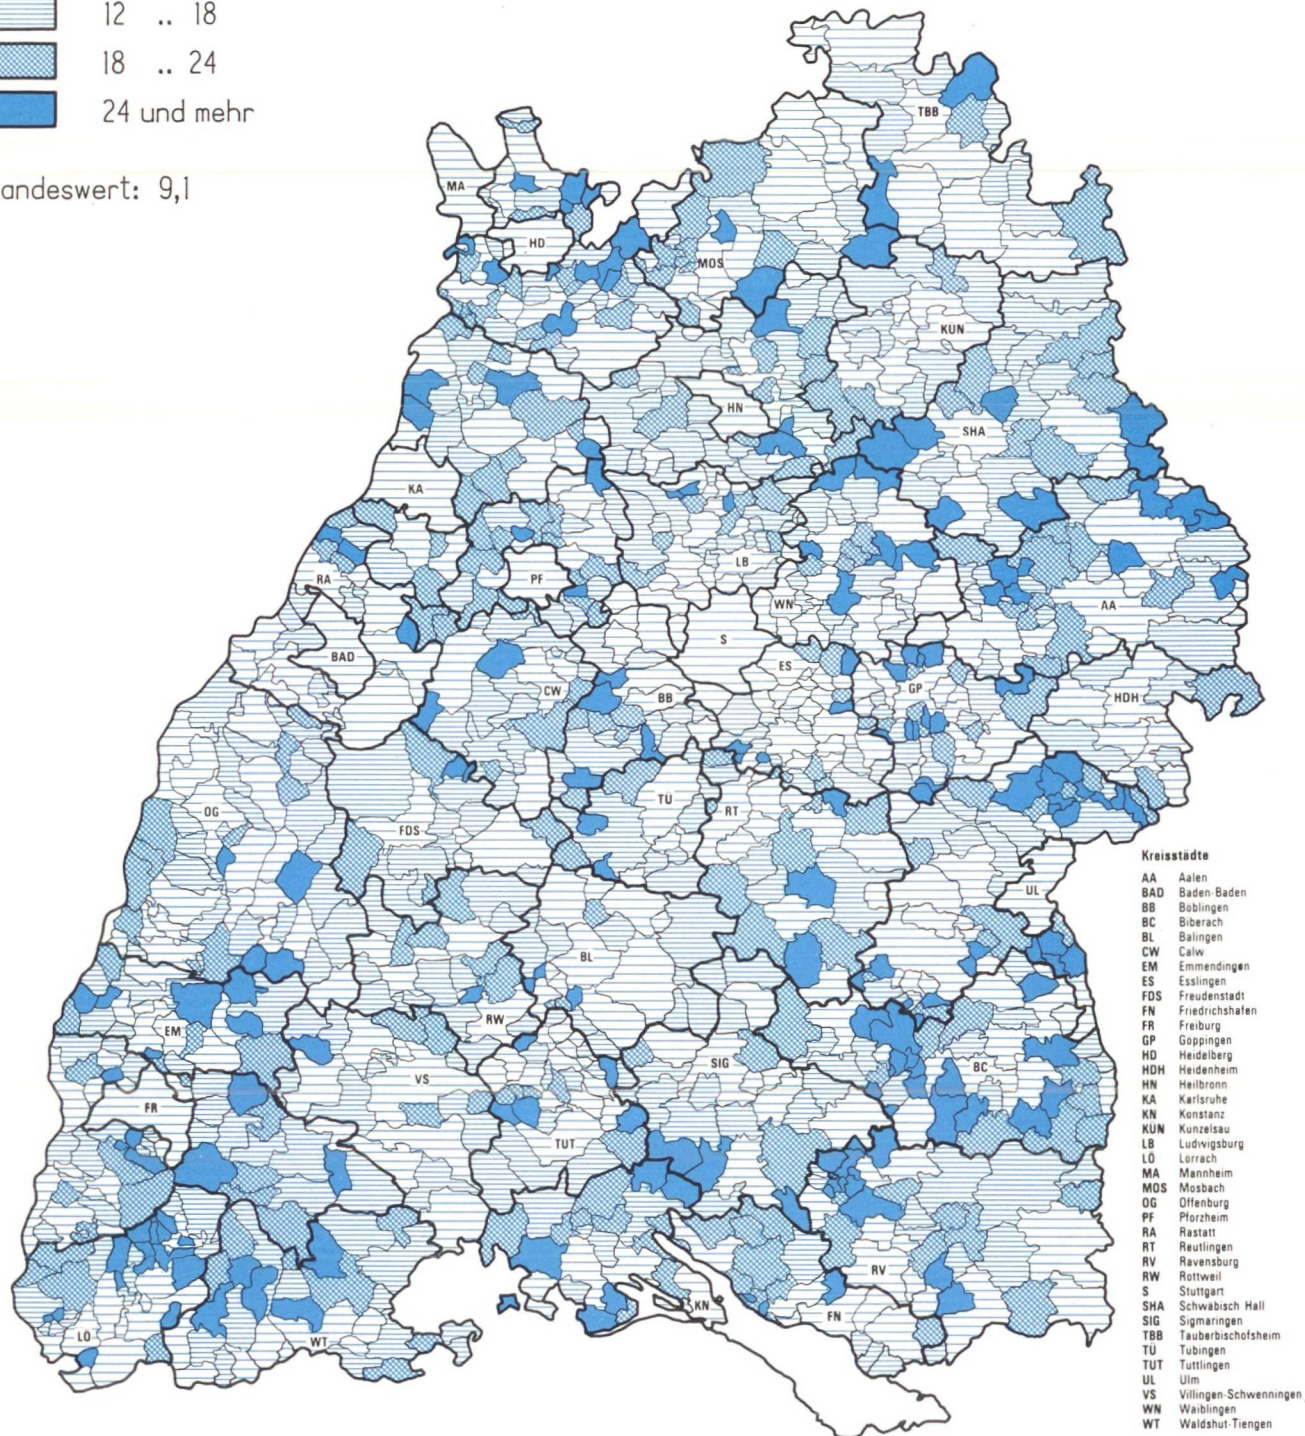 12 .. 18
18 .. 24
24 und mehr
andeswert: 9,1
TBB
MA
HD
MOS
KÜN
HN
SHA
KA
LB
PF
RA
WN
AA
S
BAD
ES
CW
BB
GP
HDH
TÜ
RT
OG
FDS
UL
BL
EM
RW
SIG
BC
VS
FR
TUT
RV
KN
FN
LÖ
WT
Kreisstädte
AA Aalen
BAD Baden-Baden
BB Boblingen
BC Biberach
BL Balingen
CW Calw
EM Emmendingen
ES Esslingen
FDS Freudenstadt
FN Friedrichshafen
FR Freiburg
GP Goppingen
HD Heidelberg
HDH Heidenheim
HN Heilbronn
KA Karlsruhe
KN Konstanz
KÜN Kunzelsau
LB Ludwigsburg
LÖ Lorrach
MA Mannheim
MOS Mosbach
OG Offenburg
PF Pforzheim
RA Rastatt
RT Reutlingen
RV Ravensburg
RW Rottweil
S Stuttgart
SHA Schwabisch Hall
SIG Sigmaringen
TBB Tauberbischofsheim
TÜ Tubingen
TUT Tuttlingen
UL Ulm
VS Villingen-Schwenningen
WN Waiblingen
WT Waldshut-Tiengen